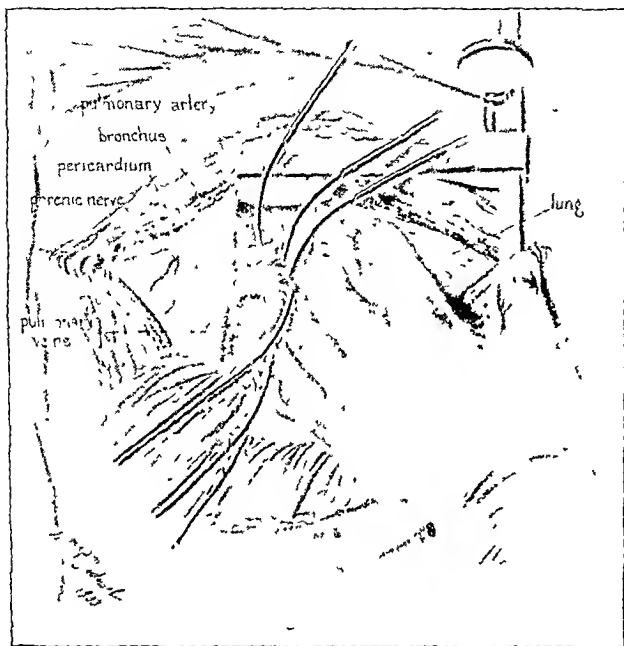 pulmonary artery
bronchus
pericardium
phrenic nerve
lung
pulmonary
veins